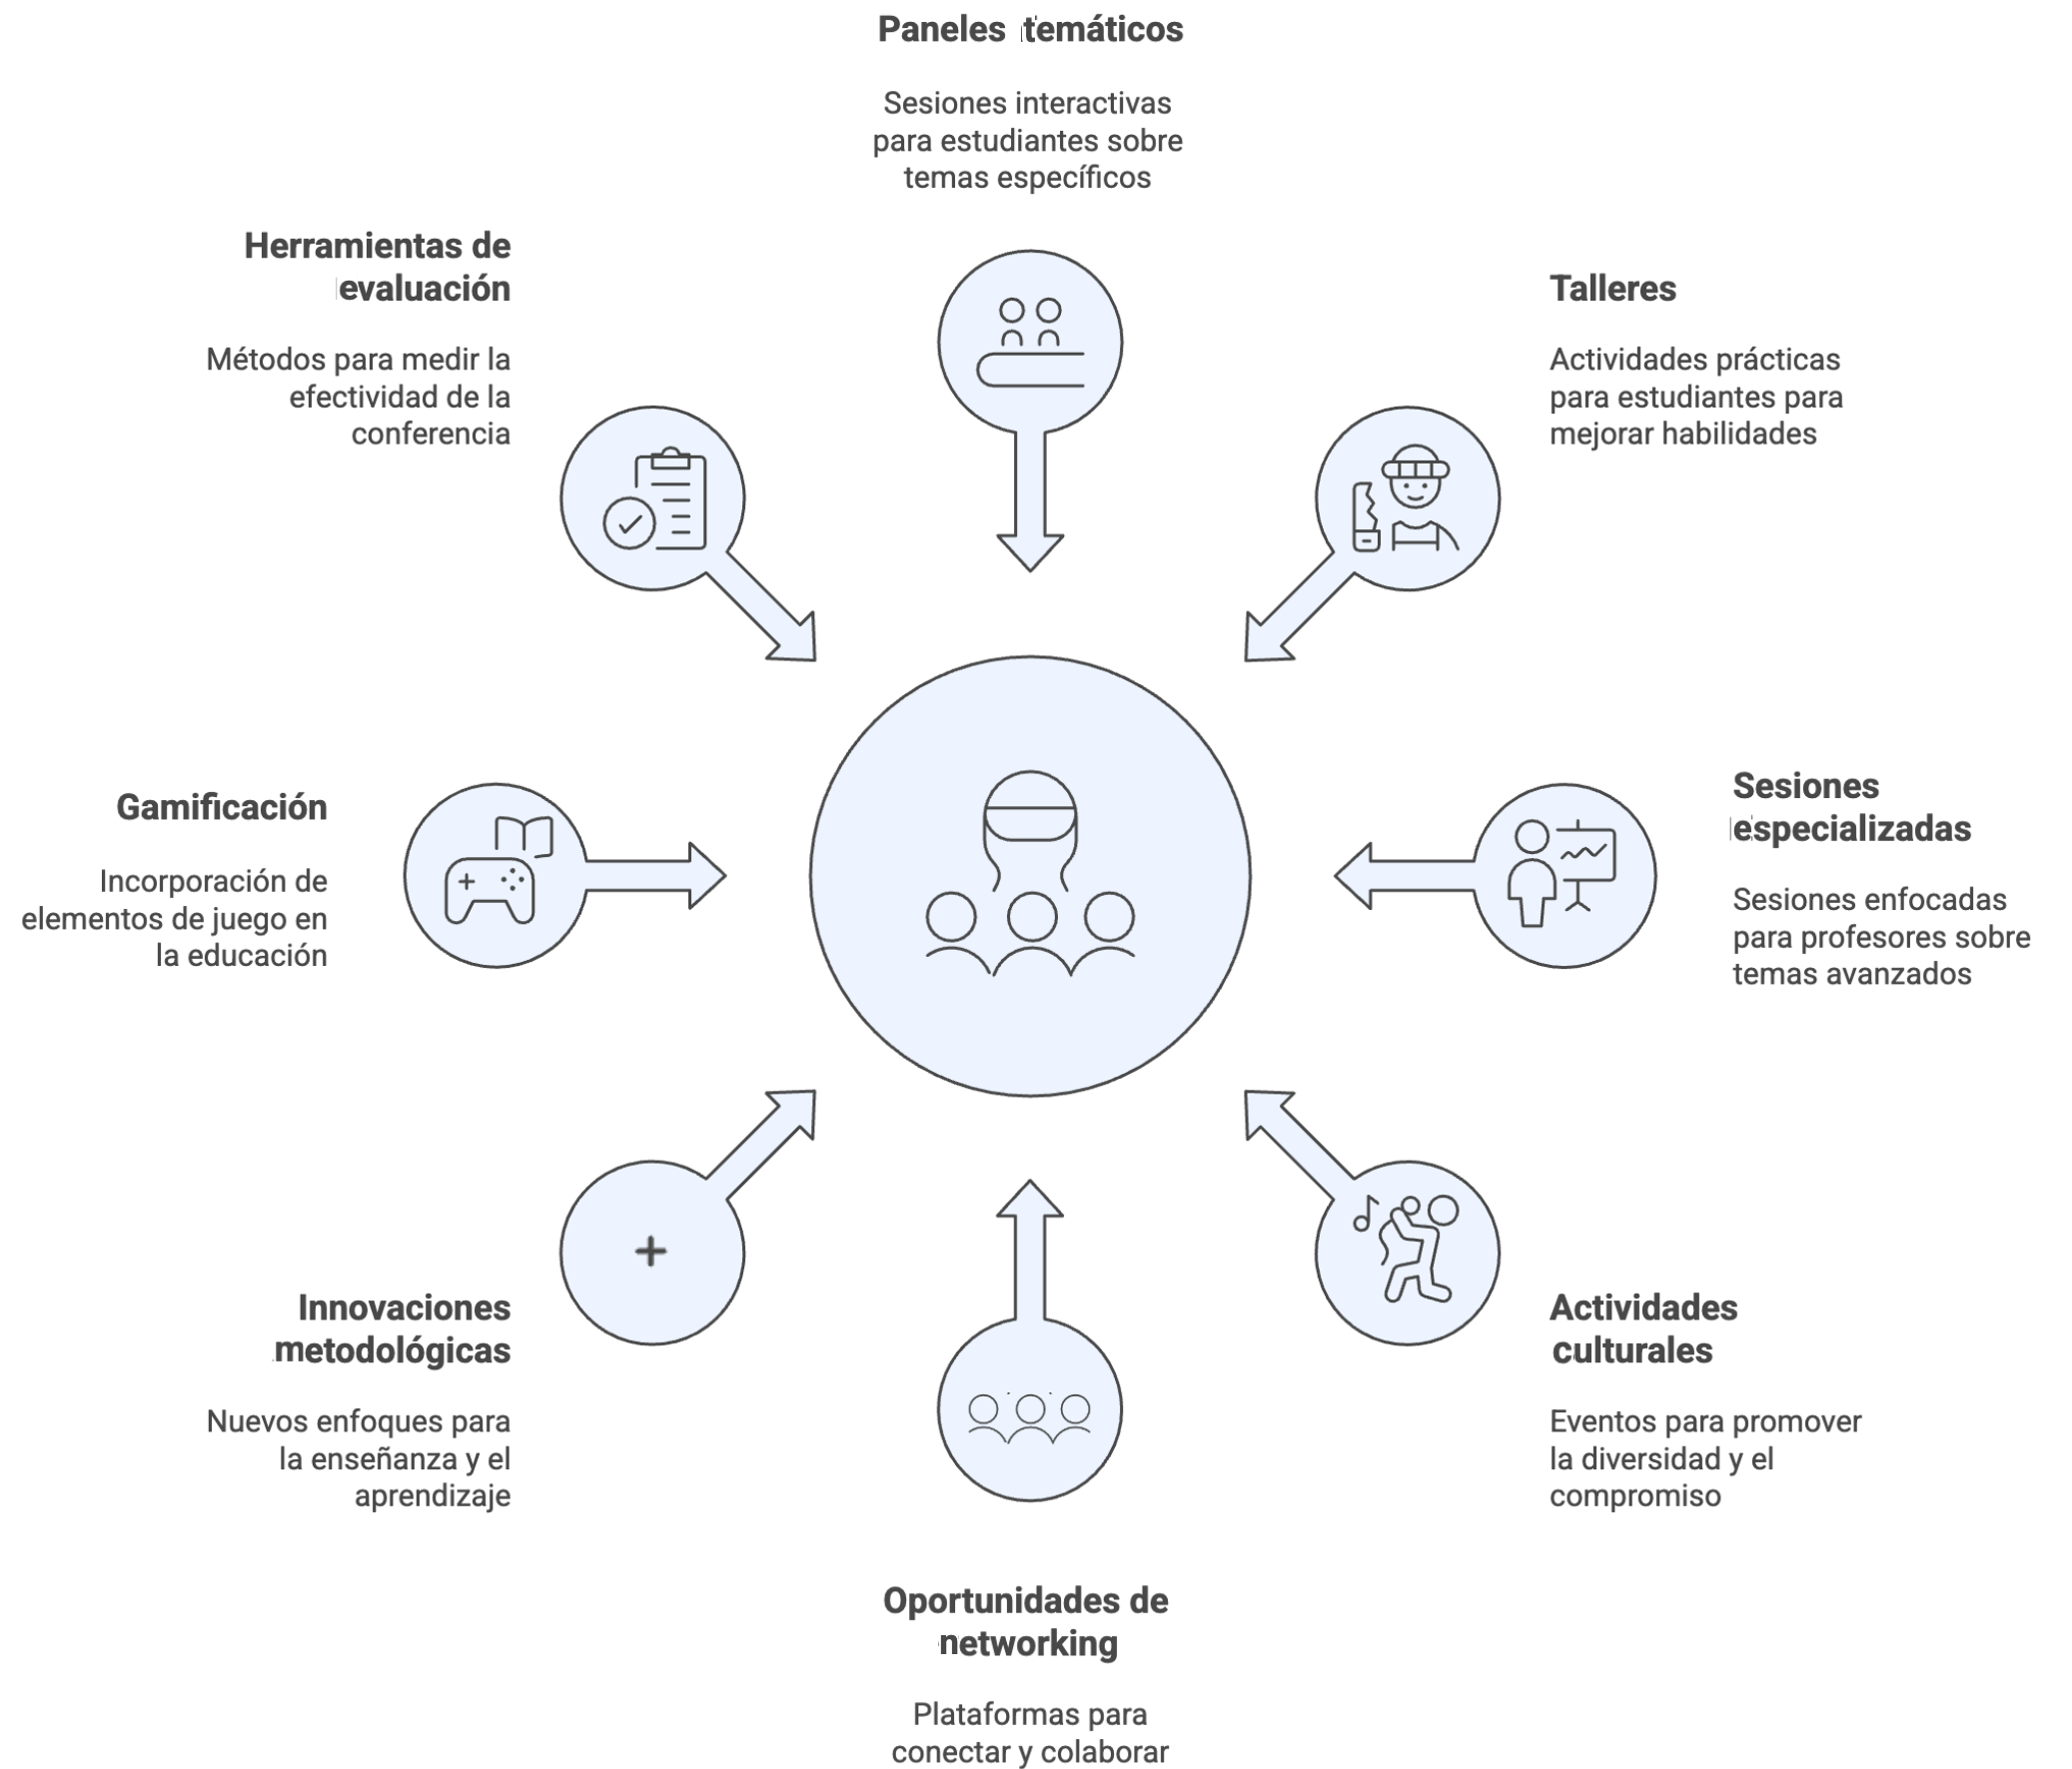 Paneles temáticos
Sesiones interactivas
para estudiantes sobre
temas específicos
Herramientas de
evaluación
Métodos para medir la
efectividad de la
conferencia
Talleres
Actividades prácticas
para estudiantes para
mejorar habilidades
Gamificación
Incorporación de
elementos de juego en
la educación
Sesiones
especializadas
Sesiones enfocadas
para profesores sobre
temas avanzados
Innovaciones
metodológicas
Nuevos enfoques para
la enseñanza y el
aprendizaje
Actividades
culturales
Eventos para promover
la diversidad y el
compromiso
Oportunidades de
networking
Plataformas para
conectar y colaborar